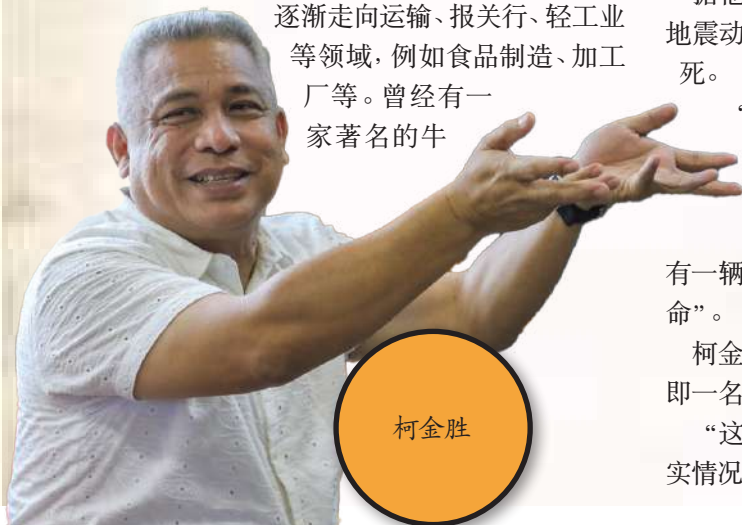 逐渐走向运输、报关行、轻工业
等领域，例如食品制造、加工
厂等。曾经有一
家著名的牛
柯金胜
地震动
死。
“
有一辆
命”。
柯金
即一名
“这
实情况